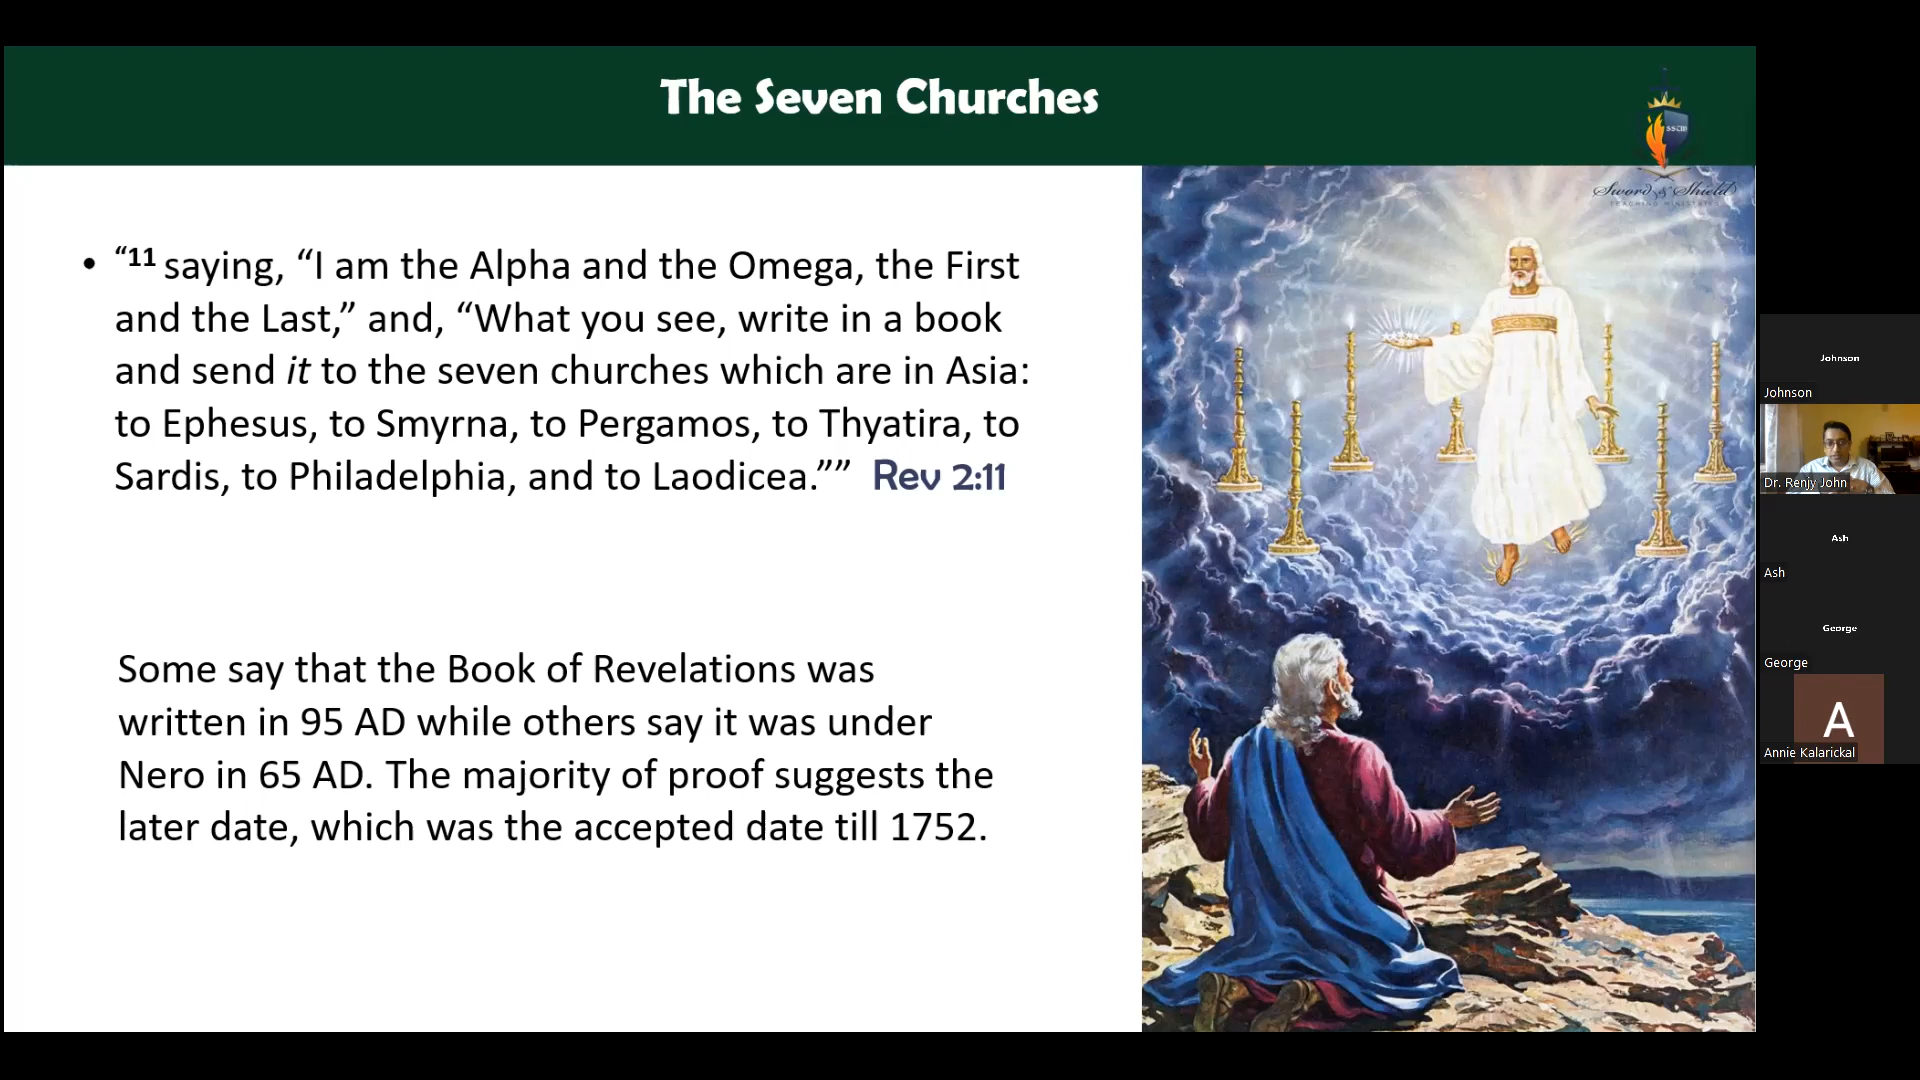 The Seven Churches
SSTM
Sword & Shield
TEACHING MINISTRY
• “11 saying, “I am the Alpha and the Omega, the First
and the Last,” and, “What you see, write in a book
and send it to the seven churches which are in Asia:
to Ephesus, to Smyrna, to Pergamos, to Thyatira, to
Sardis, to Philadelphia, and to Laodicea.”” Rev 2:11
Some say that the Book of Revelations was
written in 95 AD while others say it was under
Nero in 65 AD. The majority of proof suggests the
later date, which was the accepted date till 1752.
Johnson
Johnson
Dr. Renjy John
Ash
Ash
George
George
A
Annie Kalarickal